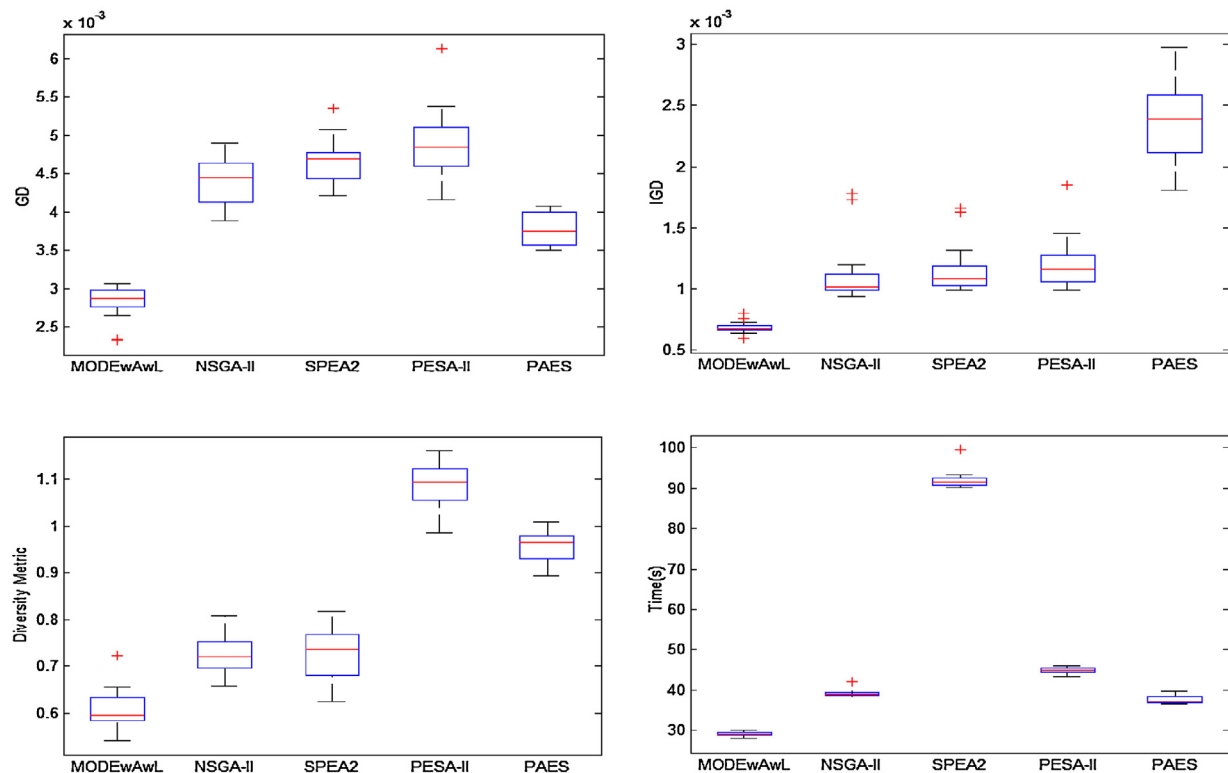 x 10⁻³
6
5.5
5
4.5
4
3.5
3
2.5
GD
MODEwAwL NSGA-II SPEA2 PESA-II PAES
x 10⁻³
3
2.5
2
1.5
1
0.5
IGD
MODEwAwL NSGA-II SPEA2 PESA-II PAES
1.1
1
0.9
0.8
0.7
0.6
Diversity Metric
MODEwAwL NSGA-II SPEA2 PESA-II PAES
100
90
80
70
60
50
40
30
Time(s)
MODEwAwL NSGA-II SPEA2 PESA-II PAES